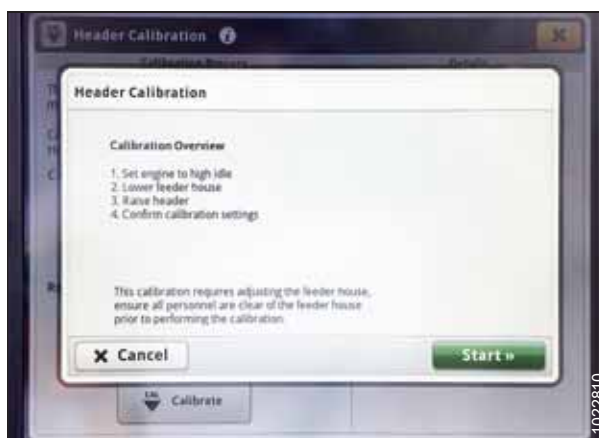 Header Calibration
Header Calibration
Calibration Overview
1. Set engine to high idle
2. Lower feeder house
3. Raise header
4. Confirm calibration settings
This calibration requires adjusting the feeder house,
ensure all personnel are clear of the feeder house
prior to performing the calibration.
Cancel
Start »
CAL
Calibrate
1022810